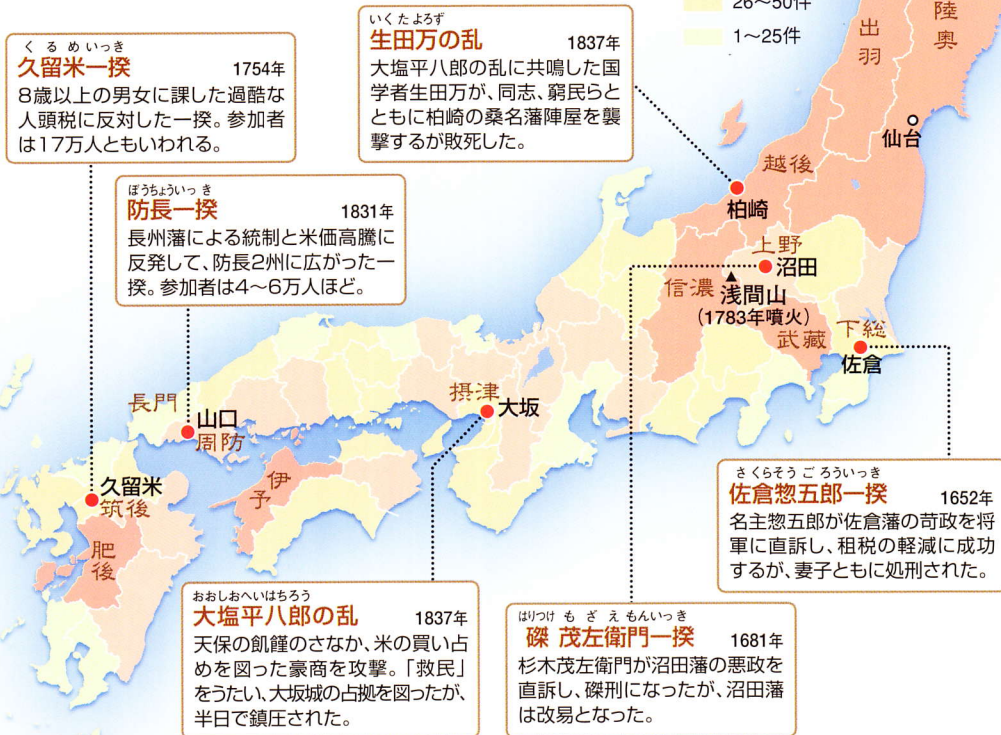 くるめいっき
久留米一揆 1754年
8歳以上の男女に課した過酷な
人頭税に反対した一揆。参加者
は17万人ともいわれる。
いくたよろず
生田万の乱 1837年
大塩平八郎の乱に共鳴した国
学者生田万が、同志、窮民らと
ともに柏崎の桑名藩陣屋を襲
撃するが敗死した。
26〜50件
1〜25件
ぼうちょういっき
防長一揆 1831年
長州藩による統制と米価高騰に
反発して、防長2州に広がった一
揆。参加者は4〜6万人ほど。
陸奥
出羽
仙台
越後
柏崎
上野
沼田
信濃
浅間山
(1783年噴火)
武蔵
下総
佐倉
摂津
大坂
長門
山口
周防
伊予
久留米
筑後
肥後
さくらそうごろういっき
佐倉惣五郎一揆 1652年
名主惣五郎が佐倉藩の苛政を将
軍に直訴し、租税の軽減に成功
するが、妻子ともに処刑された。
おおしおへいはちろう
大塩平八郎の乱 1837年
天保の飢饉のさなか、米の買い占
めを図った豪商を攻撃。「救民」
をうたい、大坂城の占拠を図ったが、
半日で鎮圧された。
はりつけもざえもんいっき
磔 茂左衛門一揆 1681年
杉木茂左衛門が沼田藩の悪政を
直訴し、磔刑になったが、沼田藩
は改易となった。